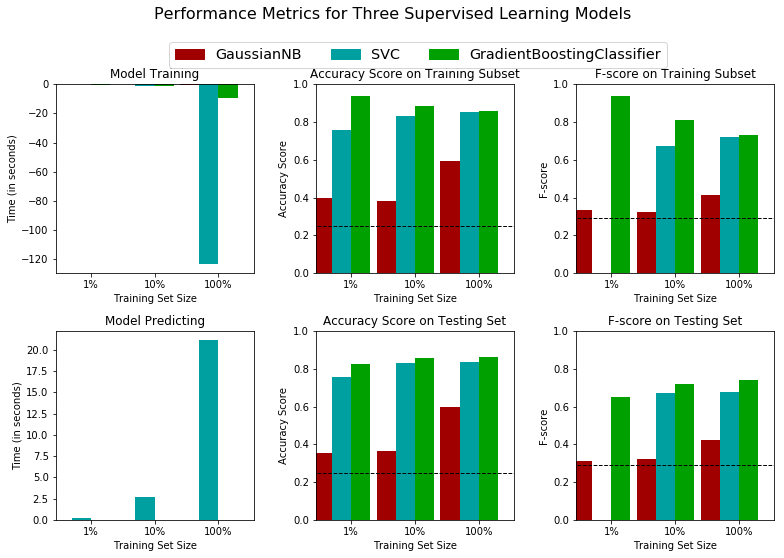 Performance Metrics for Three Supervised Learning Models
GaussianNB SVC GradientBoostingClassifier
Model Training
Time (in seconds)
0
−20
−40
−60
−80
−100
−120
1% 10% 100%
Training Set Size
Accuracy Score on Training Subset
Accuracy Score
1.0
0.8
0.6
0.4
0.2
0.0
1% 10% 100%
Training Set Size
F-score on Training Subset
F-score
1.0
0.8
0.6
0.4
0.2
0.0
1% 10% 100%
Training Set Size
Model Predicting
Time (in seconds)
20.0
17.5
15.0
12.5
10.0
7.5
5.0
2.5
0.0
1% 10% 100%
Training Set Size
Accuracy Score on Testing Set
Accuracy Score
1.0
0.8
0.6
0.4
0.2
0.0
1% 10% 100%
Training Set Size
F-score on Testing Set
F-score
1.0
0.8
0.6
0.4
0.2
0.0
1% 10% 100%
Training Set Size